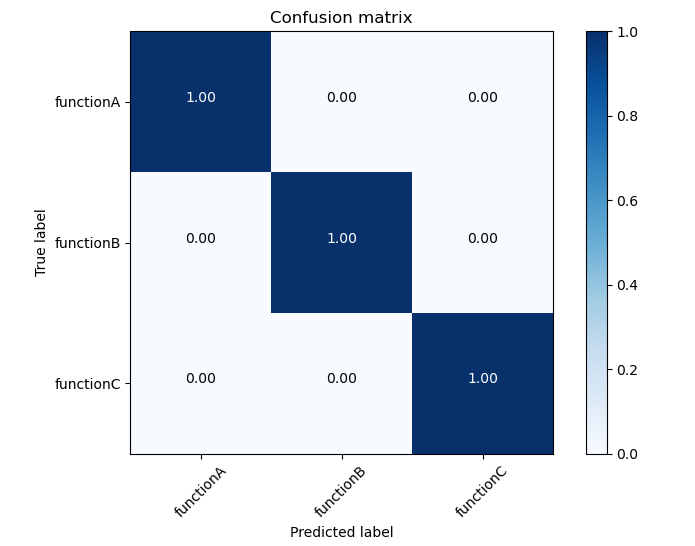 Confusion matrix
functionA
1.00
0.00
0.00
functionB
0.00
1.00
0.00
functionC
0.00
0.00
1.00
functionA
functionB
functionC
True label
Predicted label
1.0
0.8
0.6
0.4
0.2
0.0